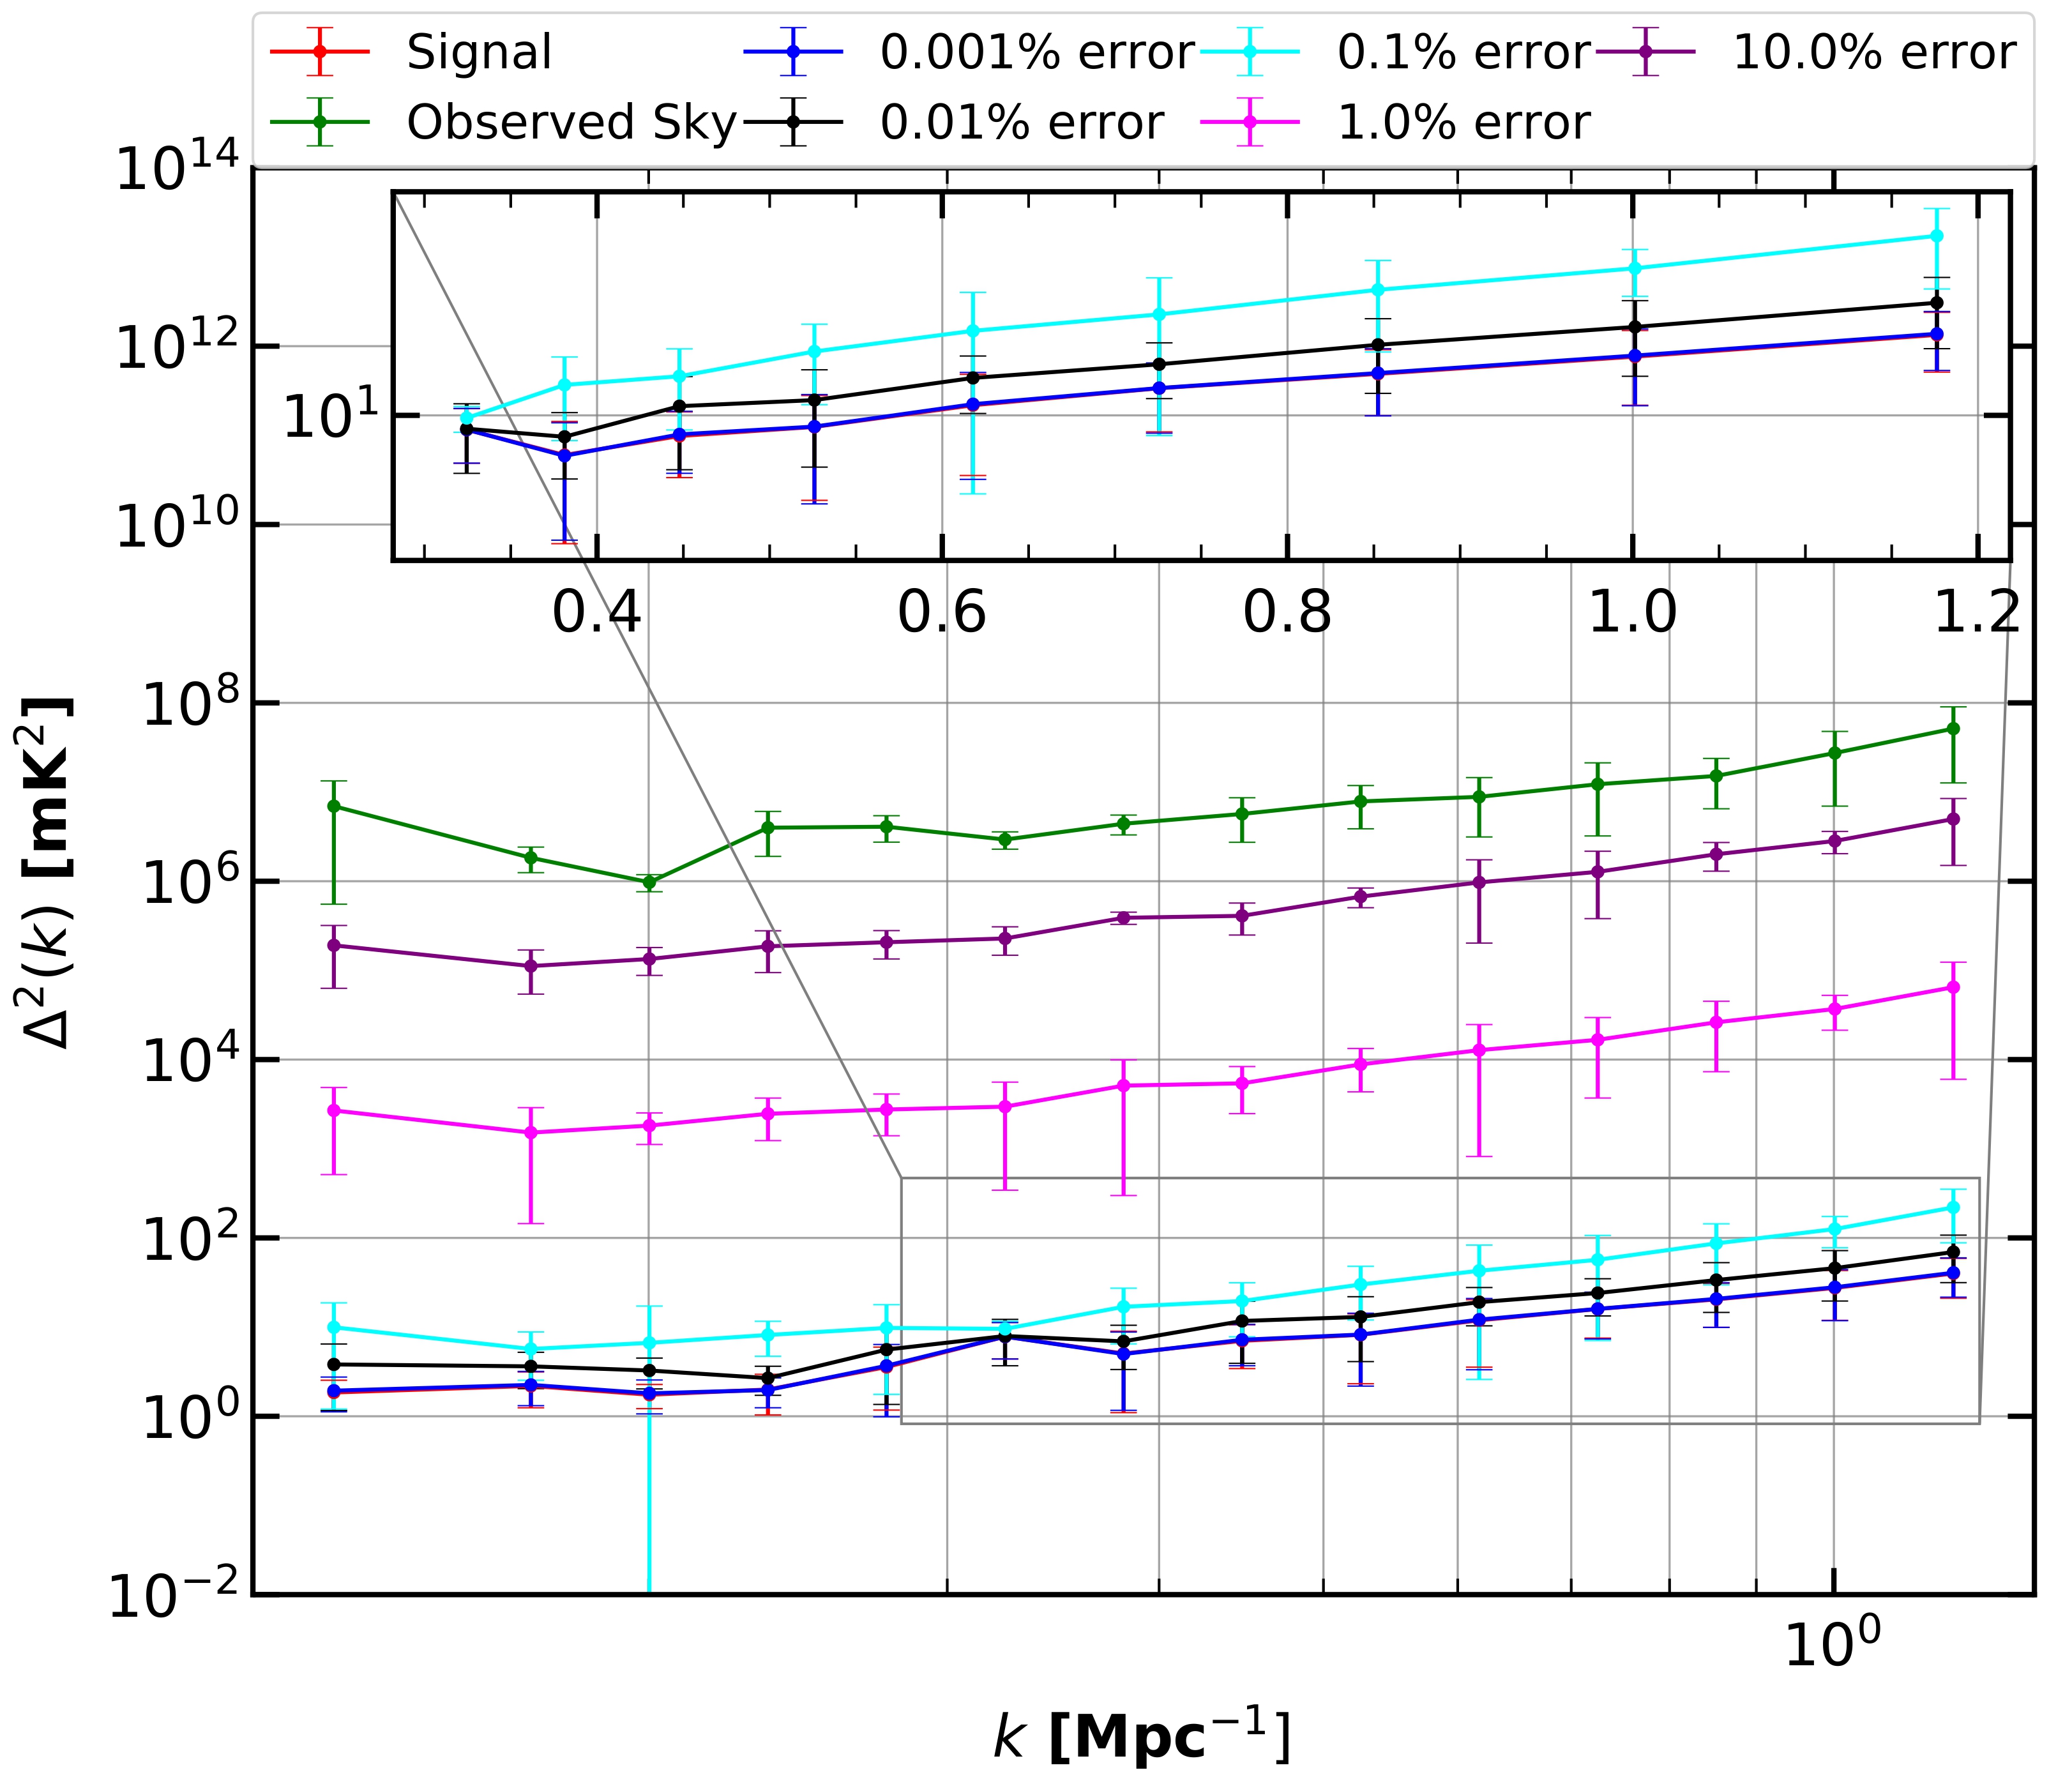 Signal 0.001% error 0.1% error 10.0% error
Observed Sky 0.01% error 1.0% error
10^14
10^12
10^1
10^10
0.4 0.6 0.8 1.0 1.2
10^8
10^6
10^4
10^2
10^0
10^−2
Δ^2(k) [mK^2]
10^0
k [Mpc^−1]